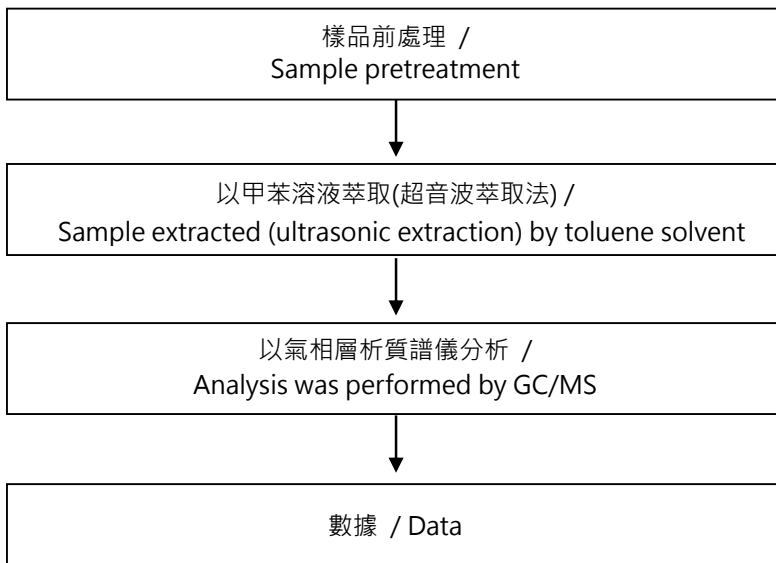 樣品前處理 /
Sample pretreatment
以甲苯溶液萃取(超音波萃取法) /
Sample extracted (ultrasonic extraction) by toluene solvent
以氣相層析質譜儀分析 /
Analysis was performed by GC/MS
數據 / Data